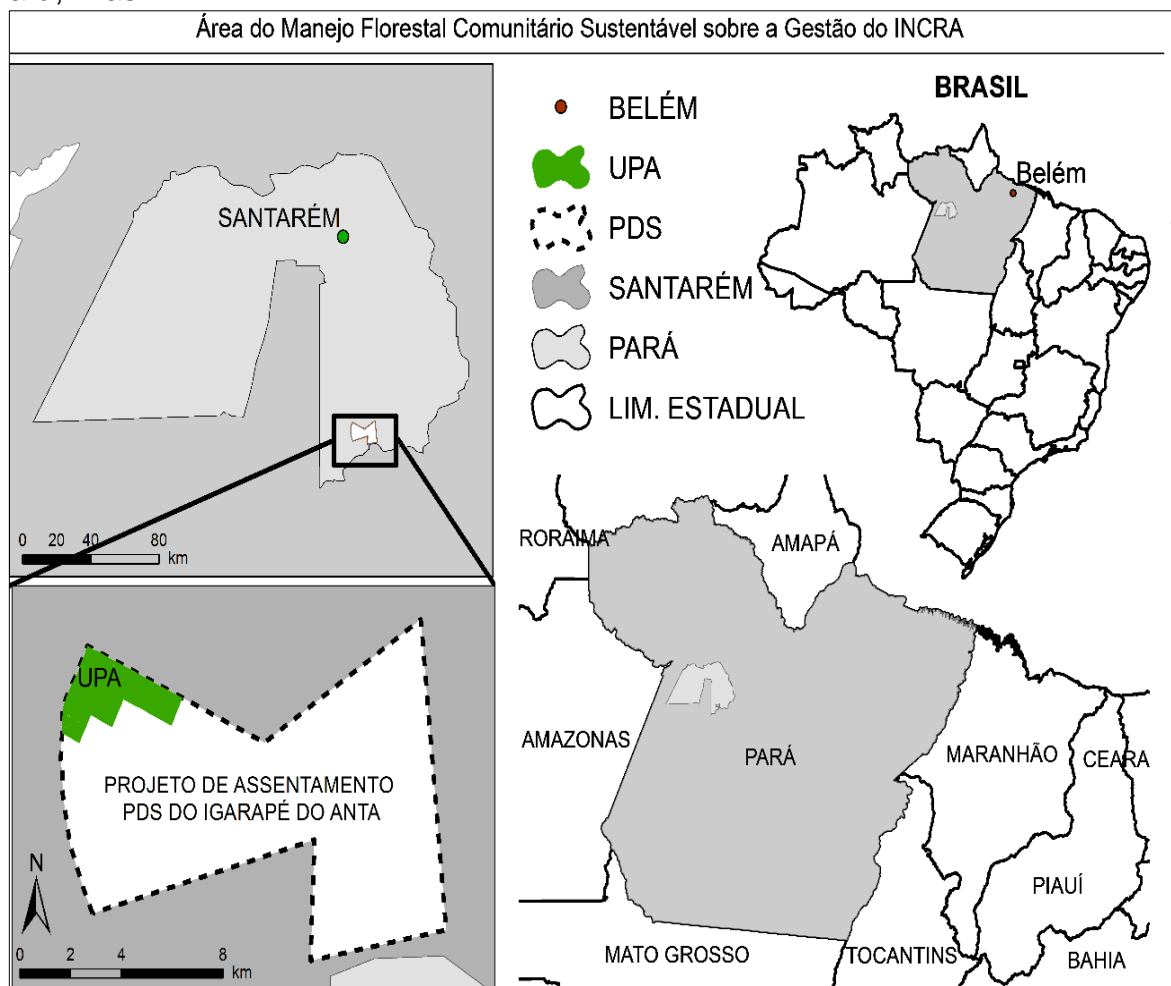 Área do Manejo Florestal Comunitário Sustentável sobre a Gestão do INCRA
SANTARÉM
0 20 40 80
km
BELÉM
UPA
PDS
SANTARÉM
PARÁ
LIM. ESTADUAL
BRASIL
Belém
UPA
PROJETO DE ASSENTAMENTO
PDS DO IGARAPÉ DO ANTA
N
0 2 4 8
km
RORAIMA
AMAPÁ
AMAZONAS
PARÁ
MARANHÃO
CEARA
PIAUÍ
MATO GROSSO
TOCANTINS
BAHIA